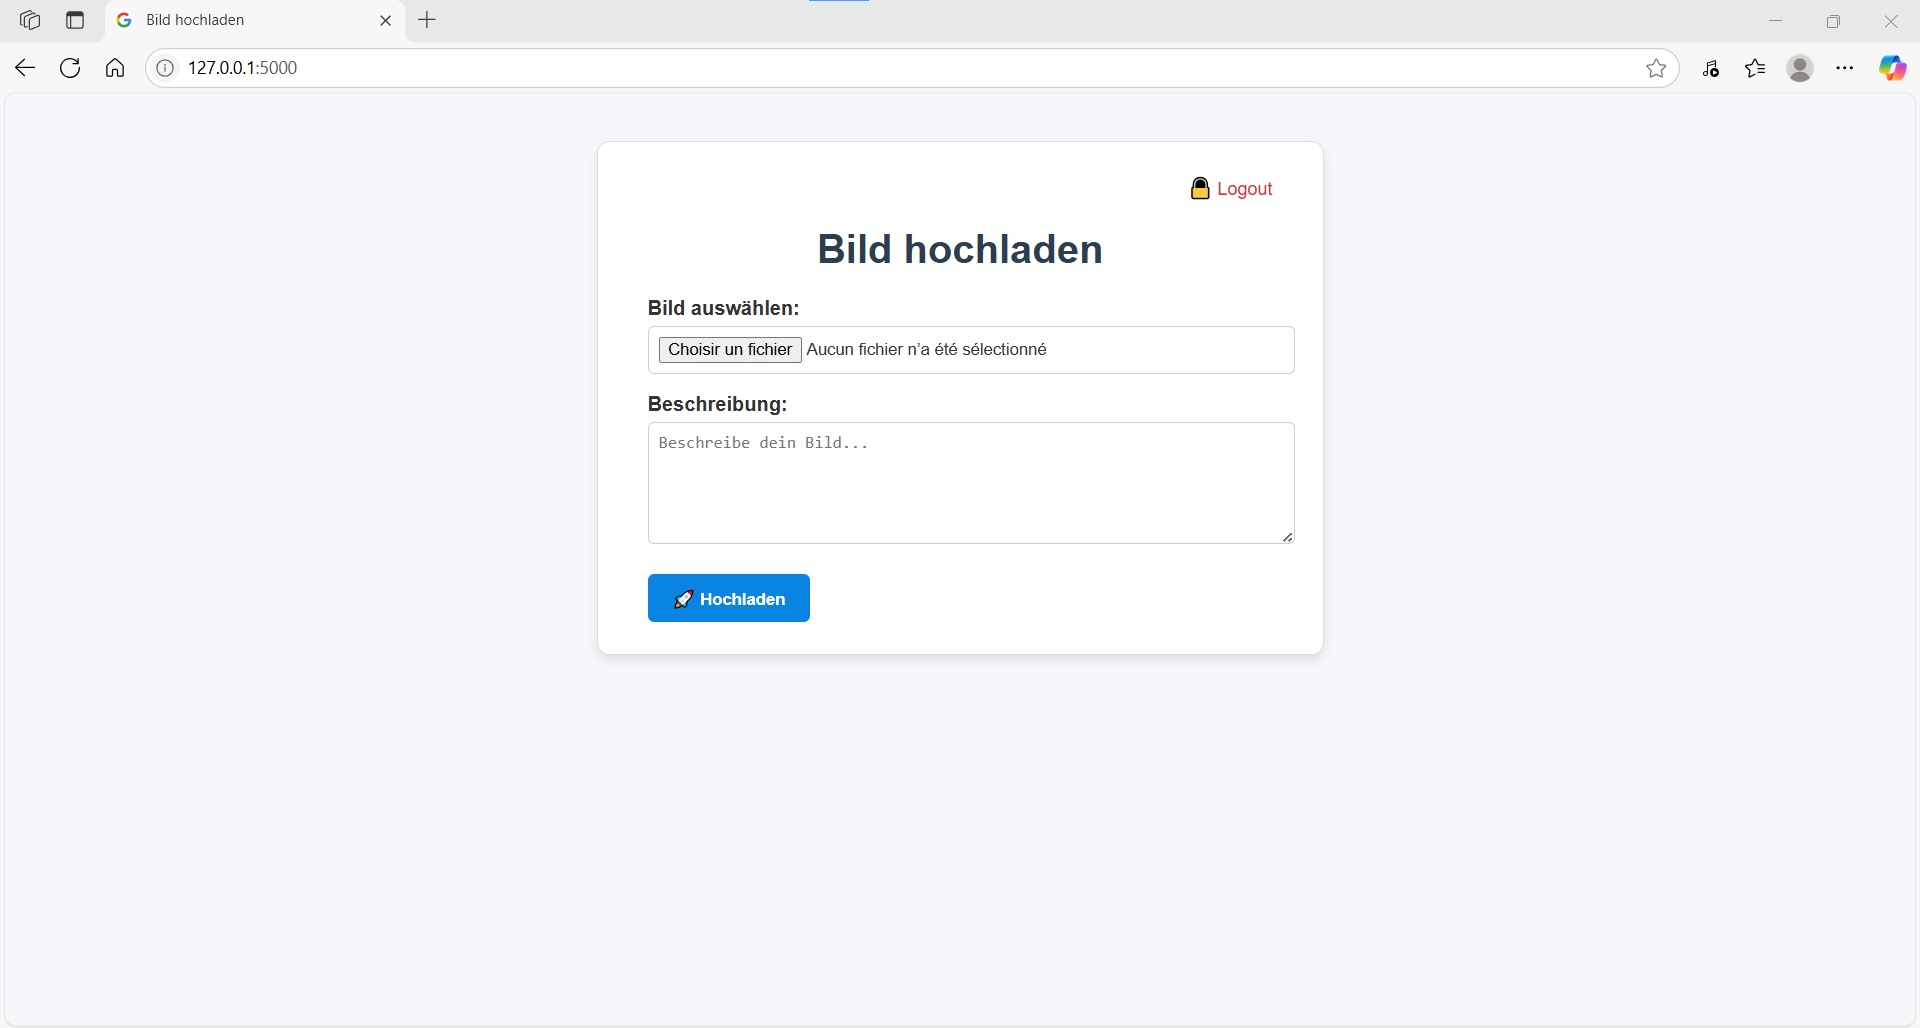 Bild hochladen
127.0.0.1:5000
Logout
Bild hochladen
Bild auswählen:
Choisir un fichier Aucun fichier n’a été sélectionné
Beschreibung:
Beschreibe dein Bild...
🚀 Hochladen